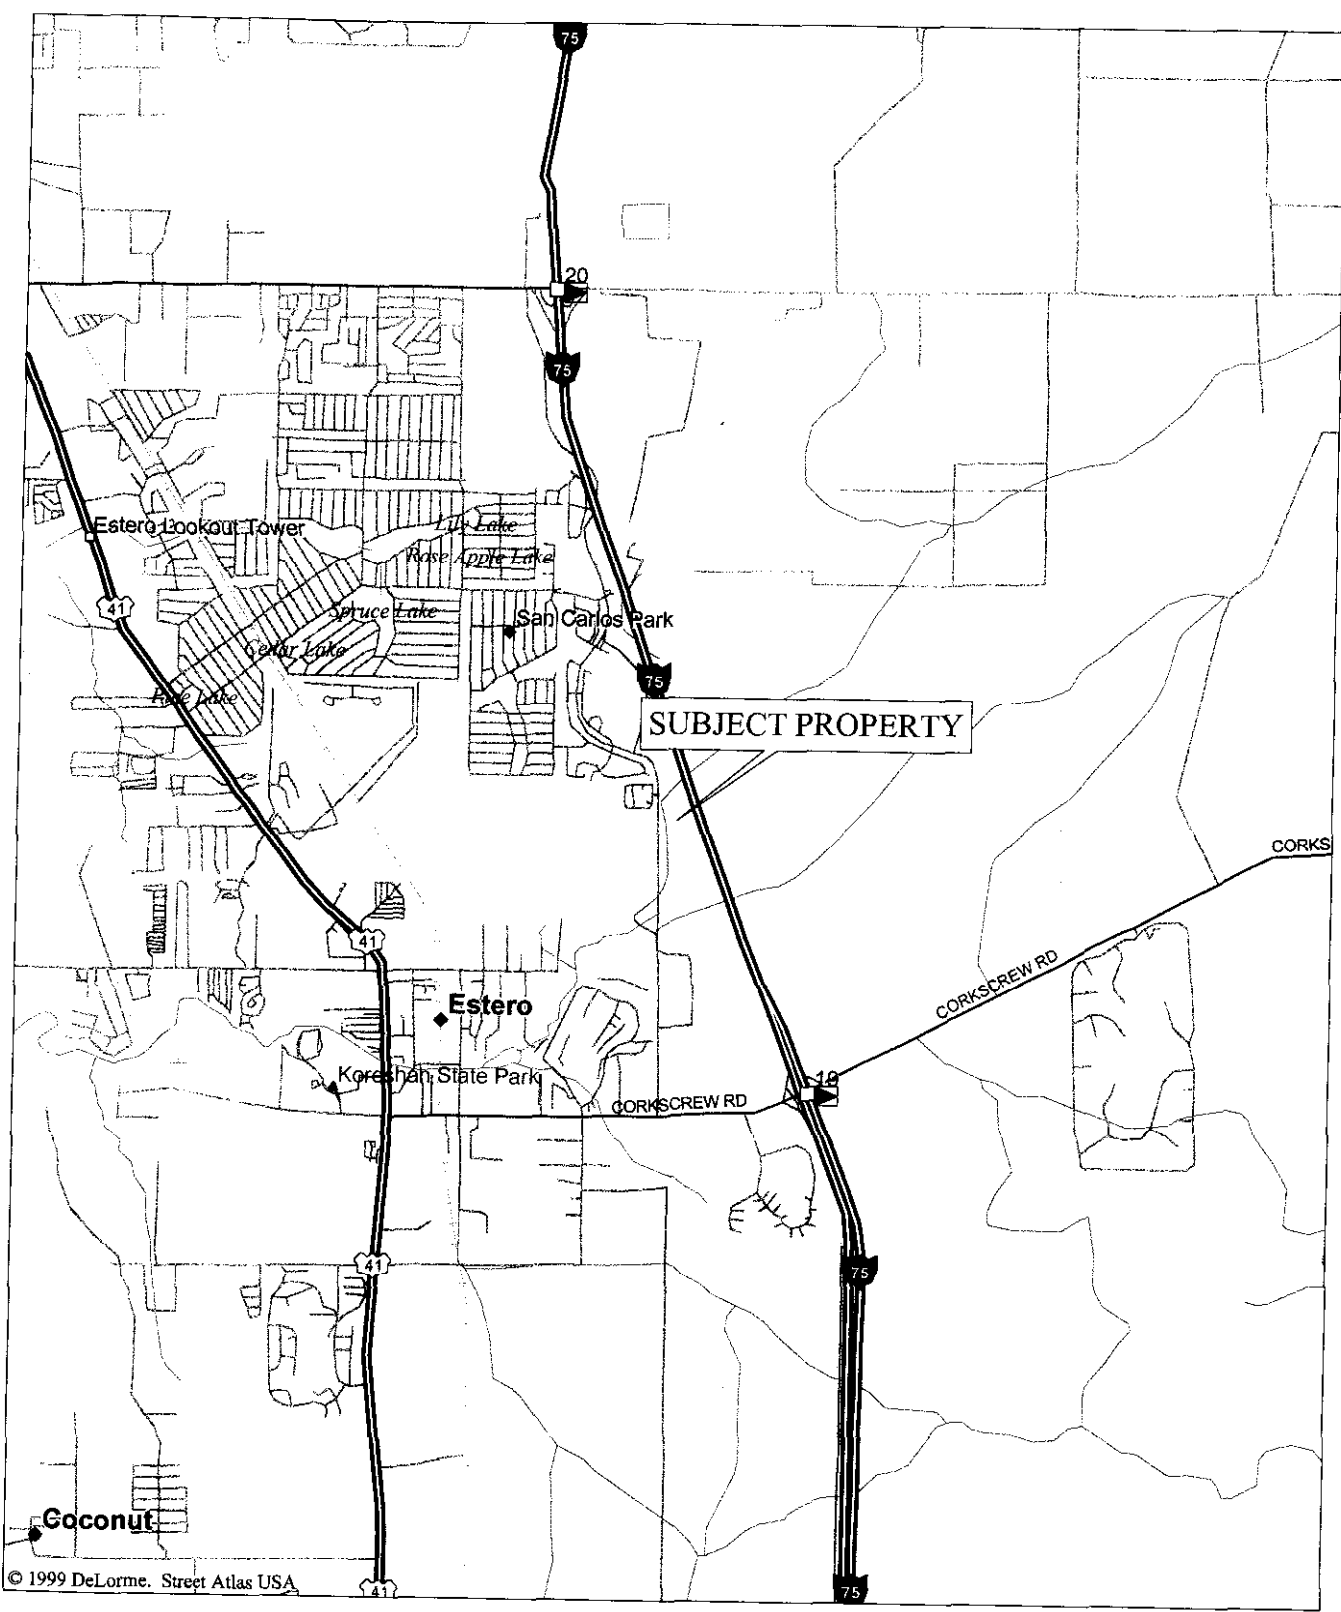 75
20
75
Estero Lookout Tower
Lily Lake
Rose Apple Lake
41
Spruce Lake
San Carlos Park
Cedar Lake
75
Pine Lake
SUBJECT PROPERTY
CORKS
41
CORKSCREW RD
Estero
Koreshan State Park
19
CORKSCREW RD
41
75
Coconut
© 1999 DeLorme. Street Atlas USA
41
75